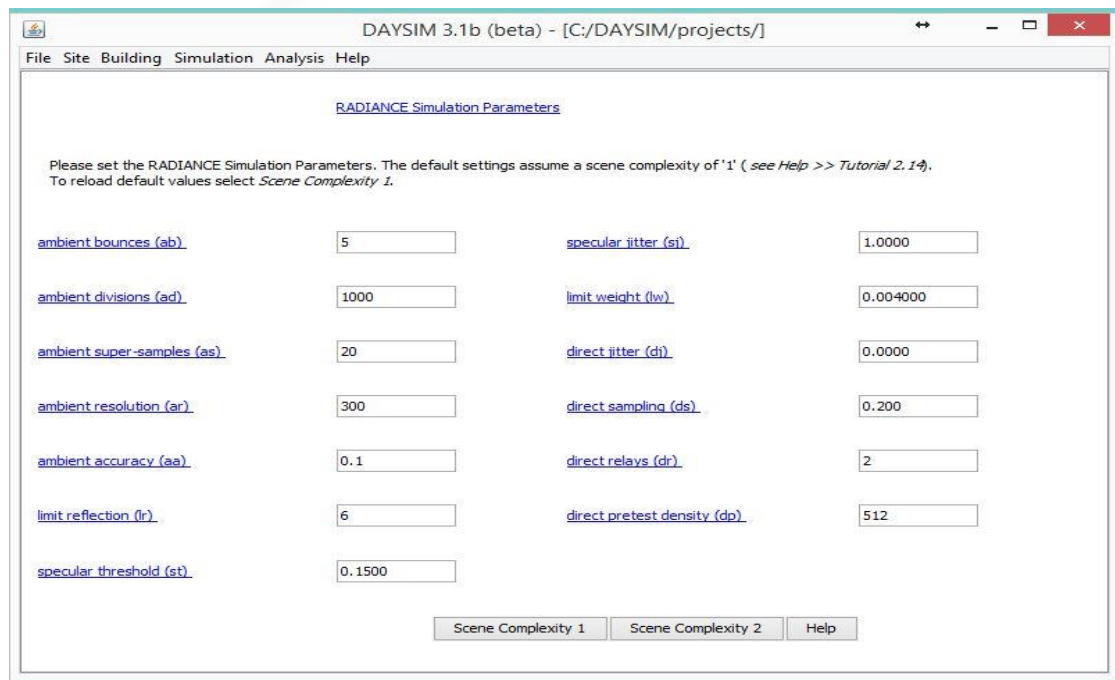 DAYSIM 3.1b (beta) - [C:/DAYSIM/projects/]
File Site Building Simulation Analysis Help
RADIANCE Simulation Parameters
Please set the RADIANCE Simulation Parameters. The default settings assume a scene complexity of '1' ( see Help >> Tutorial 2.14).
To reload default values select Scene Complexity 1.
ambient bounces (ab) 5 specular jitter (sj) 1.0000
ambient divisions (ad) 1000 limit weight (lw) 0.004000
ambient super-samples (as) 20 direct jitter (dj) 0.0000
ambient resolution (ar) 300 direct sampling (ds) 0.200
ambient accuracy (aa) 0.1 direct relays (dr) 2
limit reflection (lr) 6 direct pretest density (dp) 512
specular threshold (st) 0.1500
Scene Complexity 1 Scene Complexity 2 Help